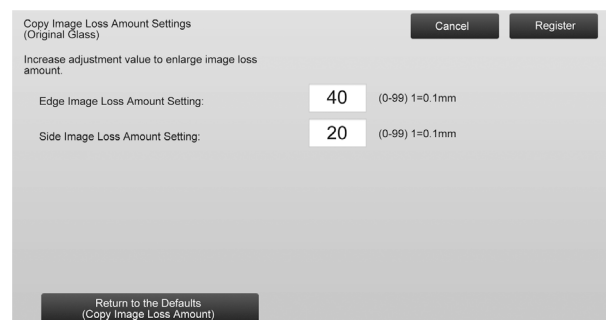 Copy Image Loss Amount Settings
(Original Glass)
Cancel
Register
Increase adjustment value to enlarge image loss
amount.
Edge Image Loss Amount Setting: 40 (0-99) 1=0.1mm
Side Image Loss Amount Setting: 20 (0-99) 1=0.1mm
Return to the Defaults
(Copy Image Loss Amount)